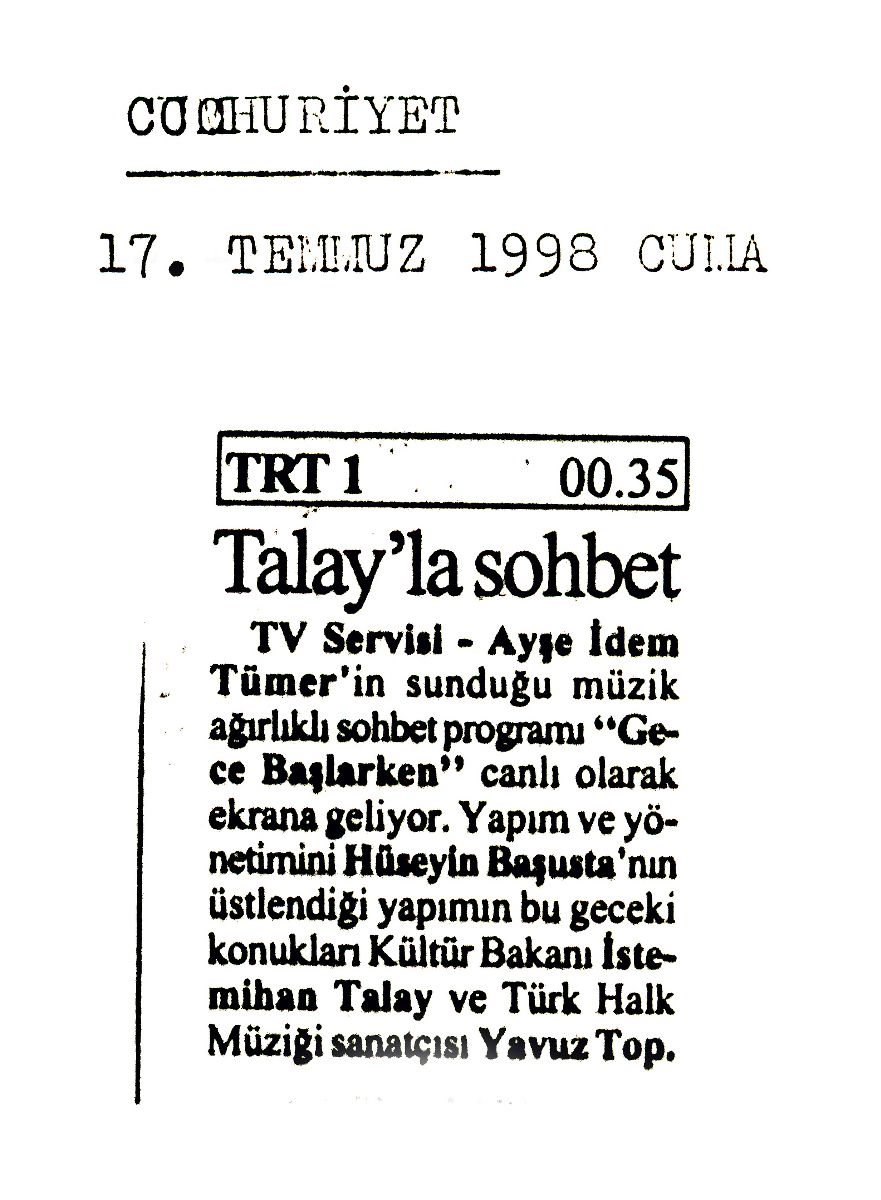 CUMHURİYET
17. TEMMUZ 1998 CUMA
TRT 1 00.35
Talay'la sohbet
TV Servisi - Ayşe İdem
Tümer'in sunduğu müzik
ağırlıklı sohbet programı “Ge-
ce Başlarken” canlı olarak
ekrana geliyor. Yapım ve yö-
netimini Hüseyin Başusta'nın
üstlendiği yapımın bu geceki
konukları Kültür Bakanı İste-
mihan Talay ve Türk Halk
Müziği sanatçısı Yavuz Top.